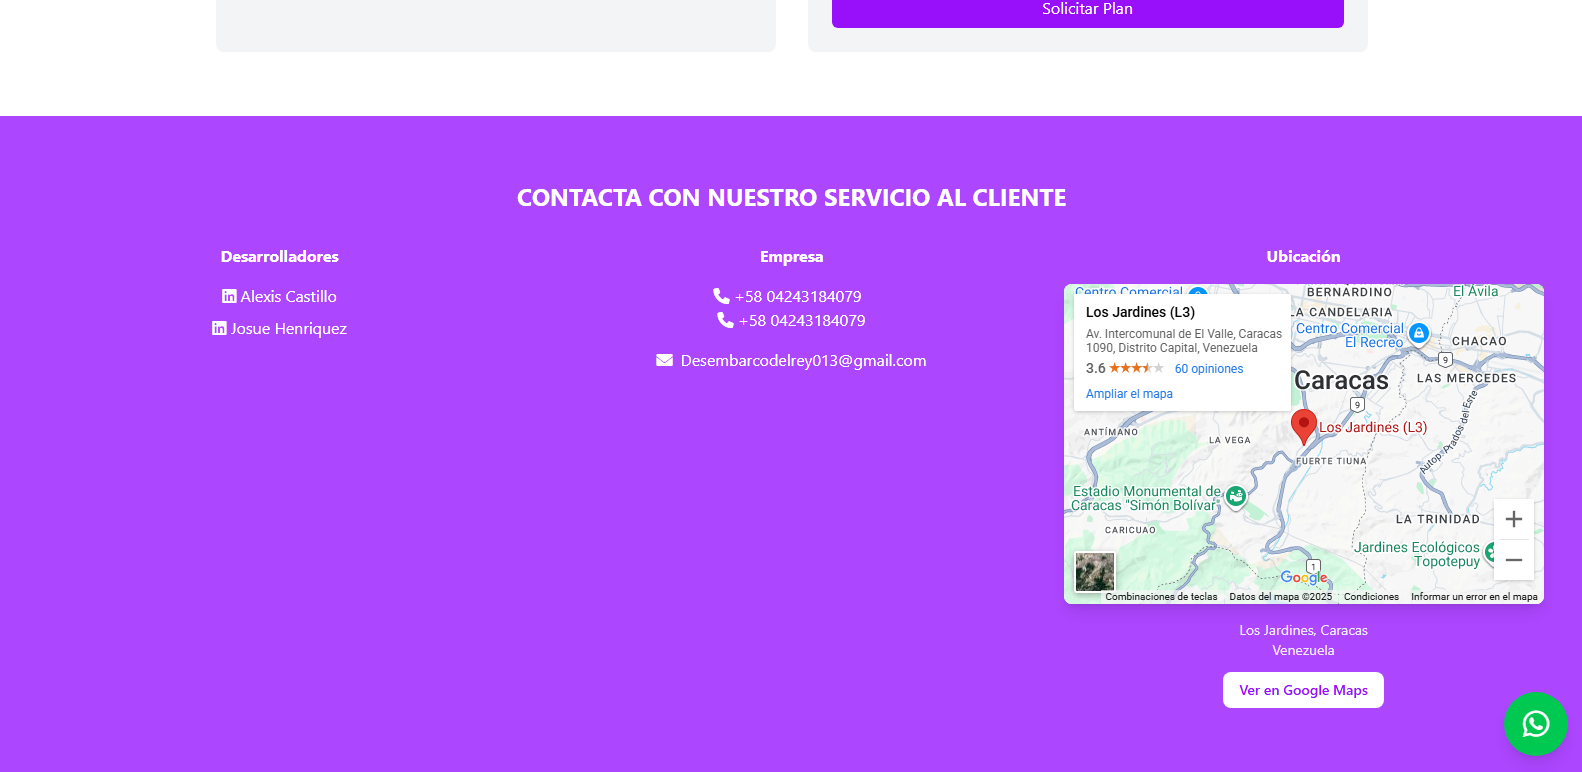 Solicitar Plan
CONTACTA CON NUESTRO SERVICIO AL CLIENTE
Desarrolladores
Alexis Castillo
Josue Henriquez
Empresa
+58 04243184079
+58 04243184079
Desembarcodelrey013@gmail.com
Ubicación
Centro Comercial
BERNARDINO
El Ávila
Los Jardines (L3)
Av. Intercomunal de El Valle, Caracas
1090, Distrito Capital, Venezuela
3.6
60 opiniones
Ampliar el mapa
LA CANDELARIA
Centro Comercial
El Recreo
CHACAO
9
Caracas
LAS MERCEDES
9
Autop. Prados del Este
ANTÍMANO
LA VEGA
Los Jardines (L3)
FUERTE TIUNA
Estadio Monumental de
Caracas "Simón Bolívar"
CARICUAO
LA TRINIDAD
Jardines Ecológicos
Topotepuy
1
Google
Combinaciones de teclas
Datos del mapa ©2025
Condiciones
Informar un error en el mapa
Los Jardines, Caracas
Venezuela
Ver en Google Maps